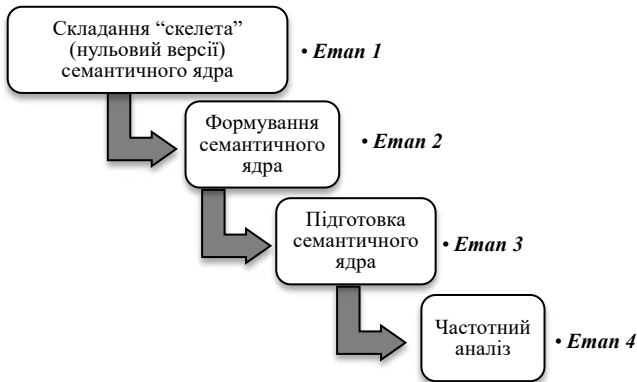 Складання “скелета”
(нульовий версії)
семантичного ядра
• Етап 1
Формування
семантичного
ядра
• Етап 2
Підготовка
семантичного
ядра
• Етап 3
Частотний
аналіз
• Етап 4